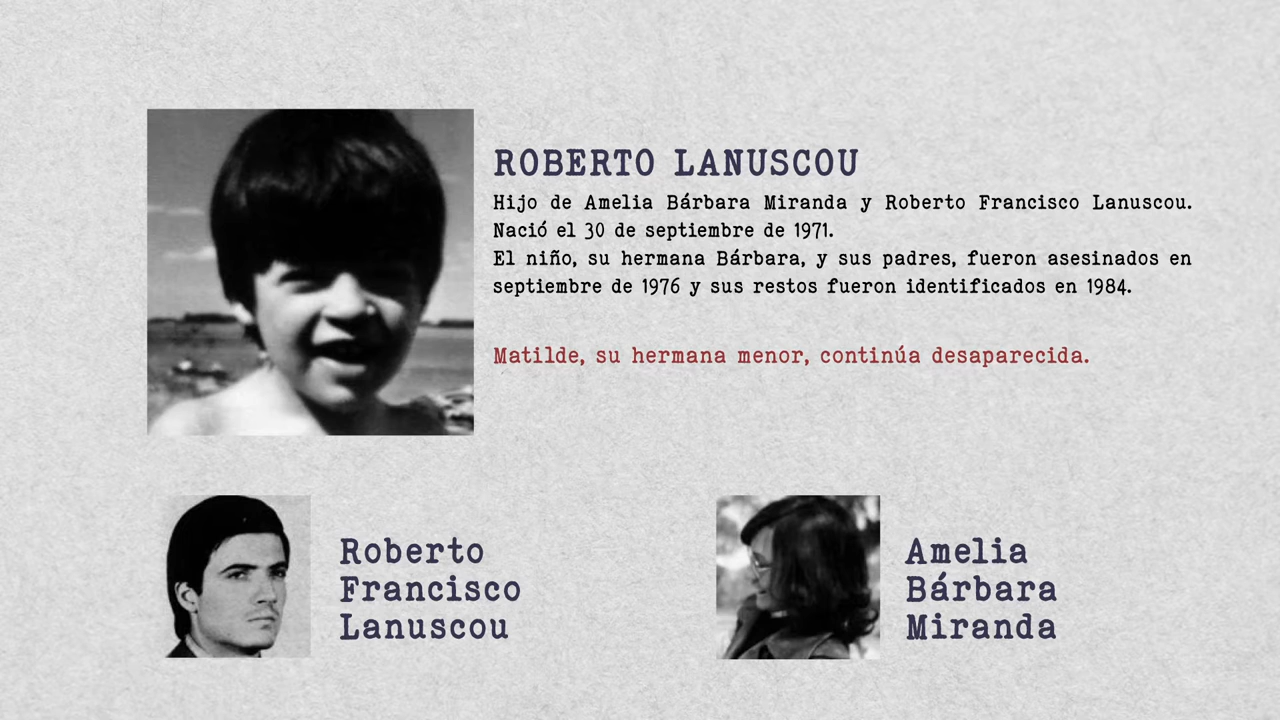 ROBERTO LANUSCOU
Hijo de Amelia Bárbara Miranda y Roberto Francisco Lanuscou.
Nació el 30 de septiembre de 1971.
El niño, su hermana Bárbara, y sus padres, fueron asesinados en
septiembre de 1976 y sus restos fueron identificados en 1984.
Matilde, su hermana menor, continúa desaparecida.
Roberto
Francisco
Lanuscou
Amelia
Bárbara
Miranda